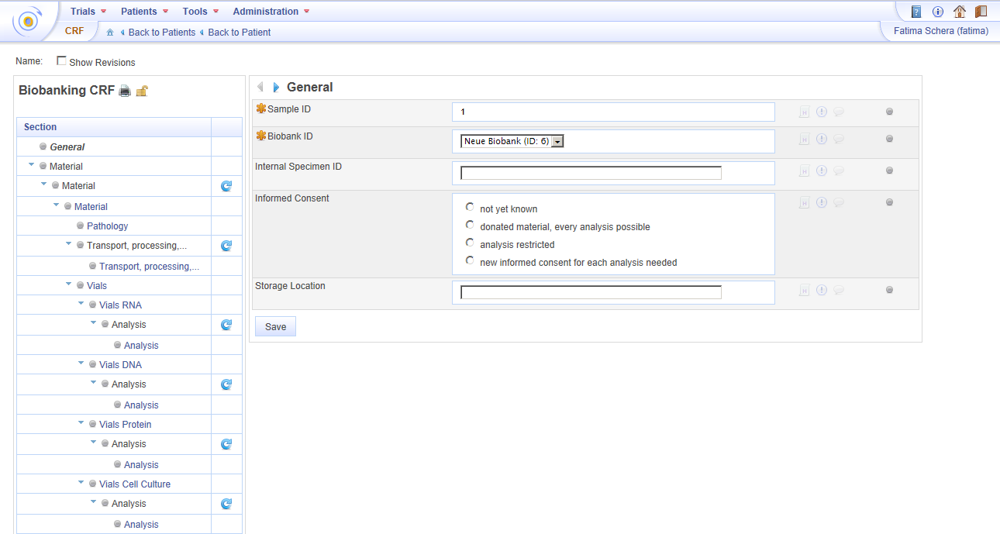 Trials Patients Tools Administration
CRF Back to Patients Back to Patient
Fatima Schera (fatima)
Name: Show Revisions
Biobanking CRF
Section
General
Material
Material
Material
Pathology
Transport, processing,...
Transport, processing,...
Vials
Vials RNA
Analysis
Analysis
Vials DNA
Analysis
Analysis
Vials Protein
Analysis
Analysis
Vials Cell Culture
Analysis
Analysis
General
Sample ID 1
Biobank ID Neue Biobank (ID: 6)
Internal Specimen ID
Informed Consent
not yet known
donated material, every analysis possible
analysis restricted
new informed consent for each analysis needed
Storage Location
Save